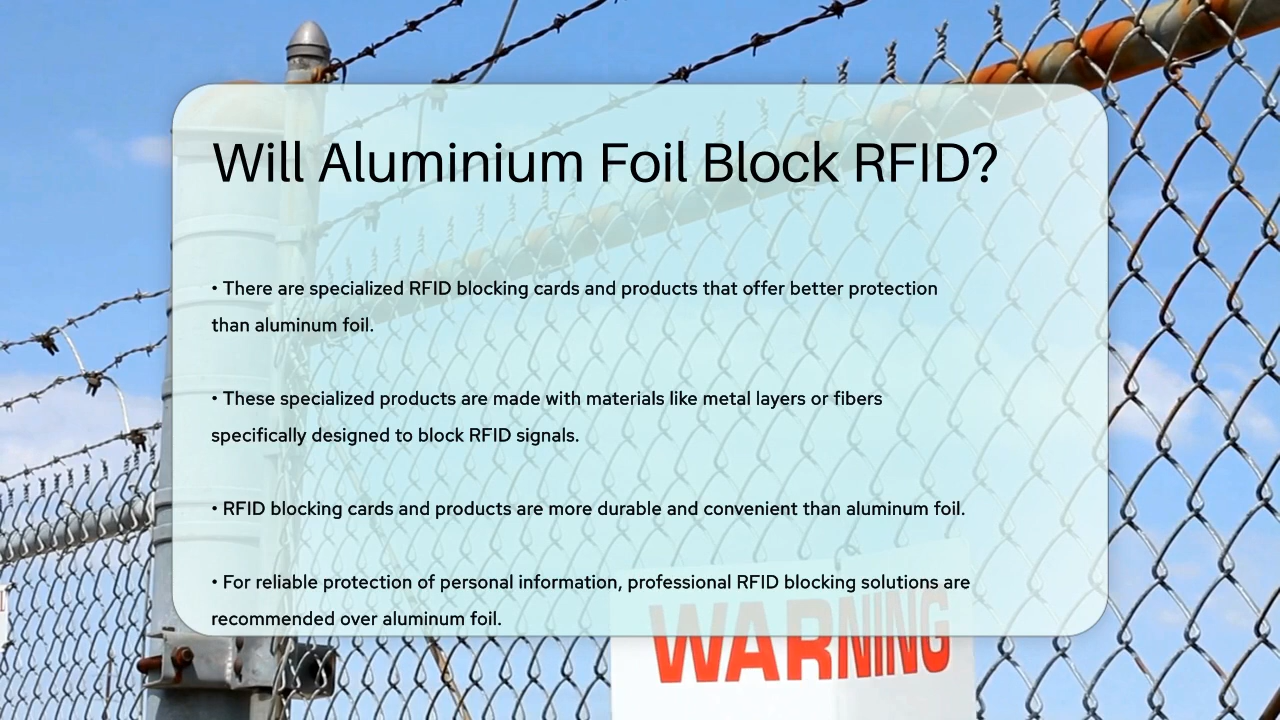 Will Aluminium Foil Block RFID?
• There are specialized RFID blocking cards and products that offer better protection
than aluminum foil.
• These specialized products are made with materials like metal layers or fibers
specifically designed to block RFID signals.
• RFID blocking cards and products are more durable and convenient than aluminum foil.
• For reliable protection of personal information, professional RFID blocking solutions are
recommended over aluminum foil.
WARNING